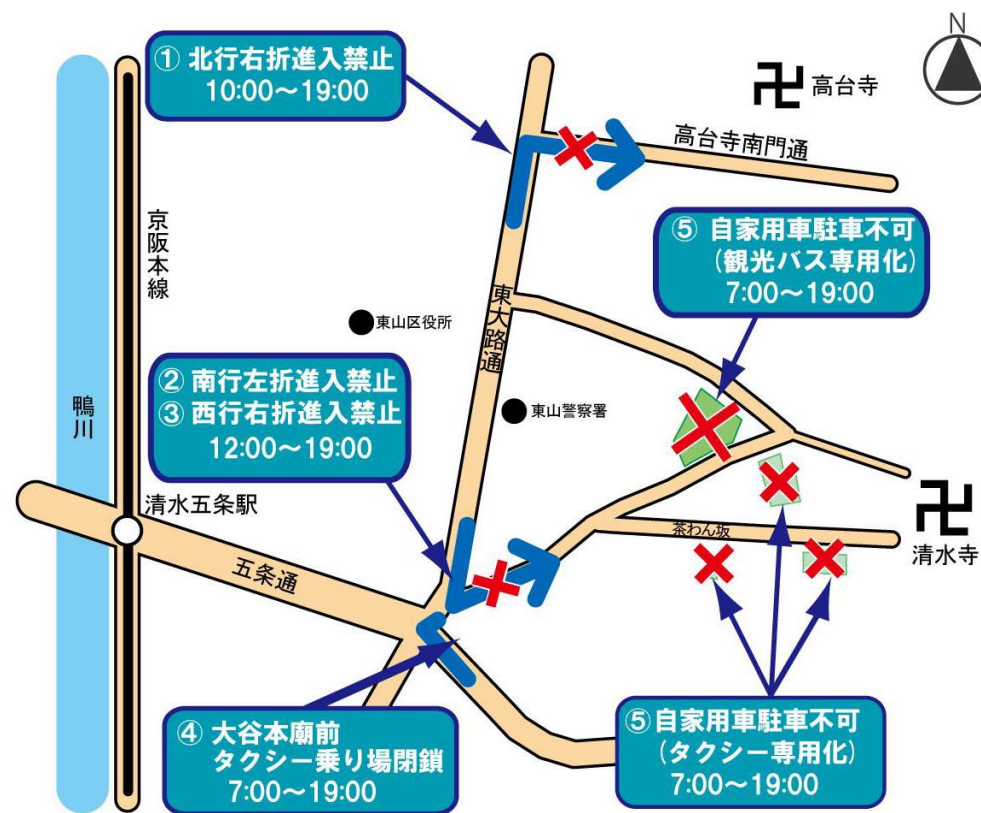 ① 北行右折進入禁止
10:00～19:00
N
卍 高台寺
高台寺南門通
京阪本線
⑤ 自家用車駐車不可
(観光バス専用化)
7:00～19:00
東大路通
東山区役所
② 南行左折進入禁止
③ 西行右折進入禁止
12:00～19:00
東山警察署
鴨川
清水五条駅
卍
清水寺
茶わん坂
五条通
④ 大谷本廟前
タクシー乗り場閉鎖
7:00～19:00
⑤ 自家用車駐車不可
(タクシー専用化)
7:00～19:00